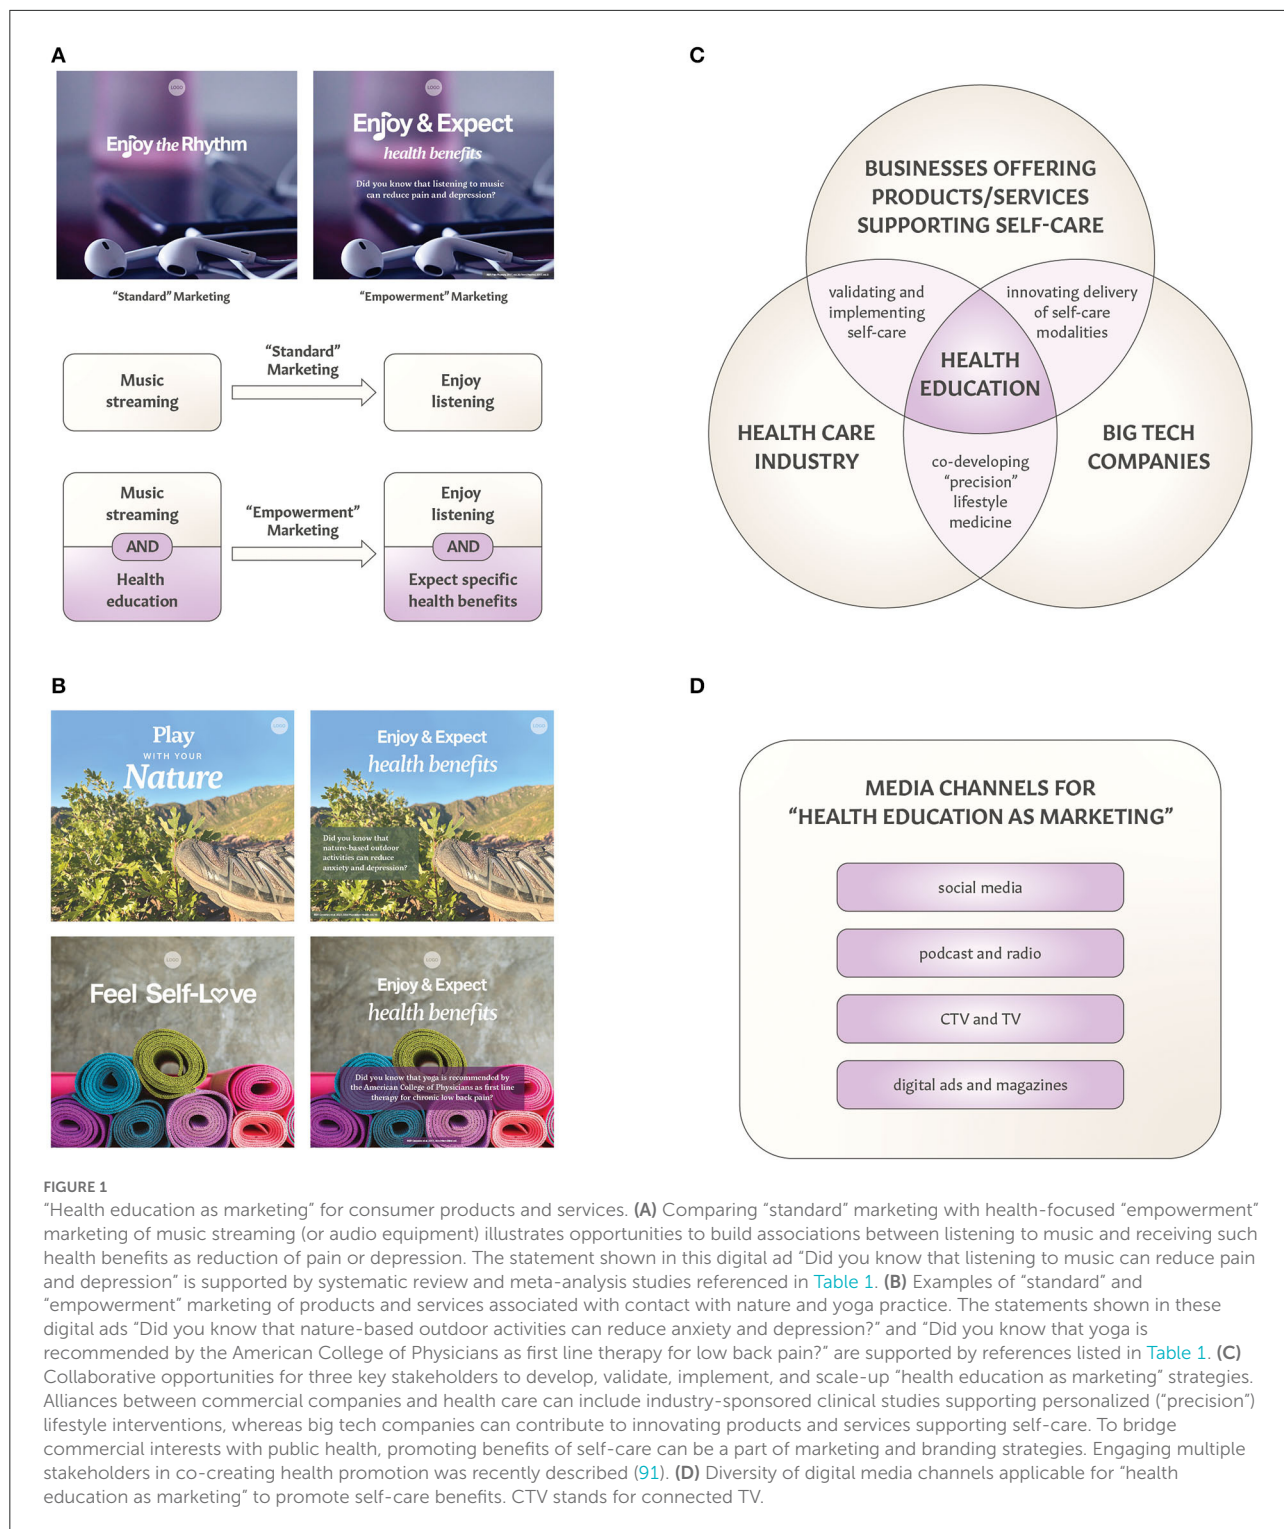 A
LOGO
Enjoy the Rhythm
"Standard" Marketing
LOGO
Enjoy & Expect
health benefits
Did you know that listening to music
can reduce pain and depression?
"Empowerment" Marketing
Music
streaming
"Standard"
Marketing
Enjoy
listening
Music
streaming
AND
Health
education
"Empowerment"
Marketing
Enjoy
listening
AND
Expect specific
health benefits
B
LOGO
Play
WITH YOUR
Nature
LOGO
Enjoy & Expect
health benefits
Did you know that
nature-based outdoor
activities can reduce
anxiety and depression?
LOGO
Feel Self-Love
LOGO
Enjoy & Expect
health benefits
Did you know that yoga is recommended by
the American College of Physicians as first line
therapy for chronic low back pain?
C
BUSINESSES OFFERING
PRODUCTS/SERVICES
SUPPORTING SELF-CARE
validating and
implementing
self-care
innovating delivery
of self-care
modalities
HEALTH
EDUCATION
HEALTH CARE
INDUSTRY
BIG TECH
COMPANIES
co-developing
"precision"
lifestyle
medicine
D
MEDIA CHANNELS FOR
"HEALTH EDUCATION AS MARKETING"
social media
podcast and radio
CTV and TV
digital ads and magazines
FIGURE 1
"Health education as marketing" for consumer products and services. (A) Comparing "standard" marketing with health-focused "empowerment"
marketing of music streaming (or audio equipment) illustrates opportunities to build associations between listening to music and receiving such
health benefits as reduction of pain or depression. The statement shown in this digital ad "Did you know that listening to music can reduce pain
and depression" is supported by systematic review and meta-analysis studies referenced in Table 1. (B) Examples of "standard" and
"empowerment" marketing of products and services associated with contact with nature and yoga practice. The statements shown in these
digital ads "Did you know that nature-based outdoor activities can reduce anxiety and depression?" and "Did you know that yoga is
recommended by the American College of Physicians as first line therapy for low back pain?" are supported by references listed in Table 1. (C)
Collaborative opportunities for three key stakeholders to develop, validate, implement, and scale-up "health education as marketing" strategies.
Alliances between commercial companies and health care can include industry-sponsored clinical studies supporting personalized ("precision")
lifestyle interventions, whereas big tech companies can contribute to innovating products and services supporting self-care. To bridge
commercial interests with public health, promoting benefits of self-care can be a part of marketing and branding strategies. Engaging multiple
stakeholders in co-creating health promotion was recently described (91). (D) Diversity of digital media channels applicable for "health
education as marketing" to promote self-care benefits. CTV stands for connected TV.